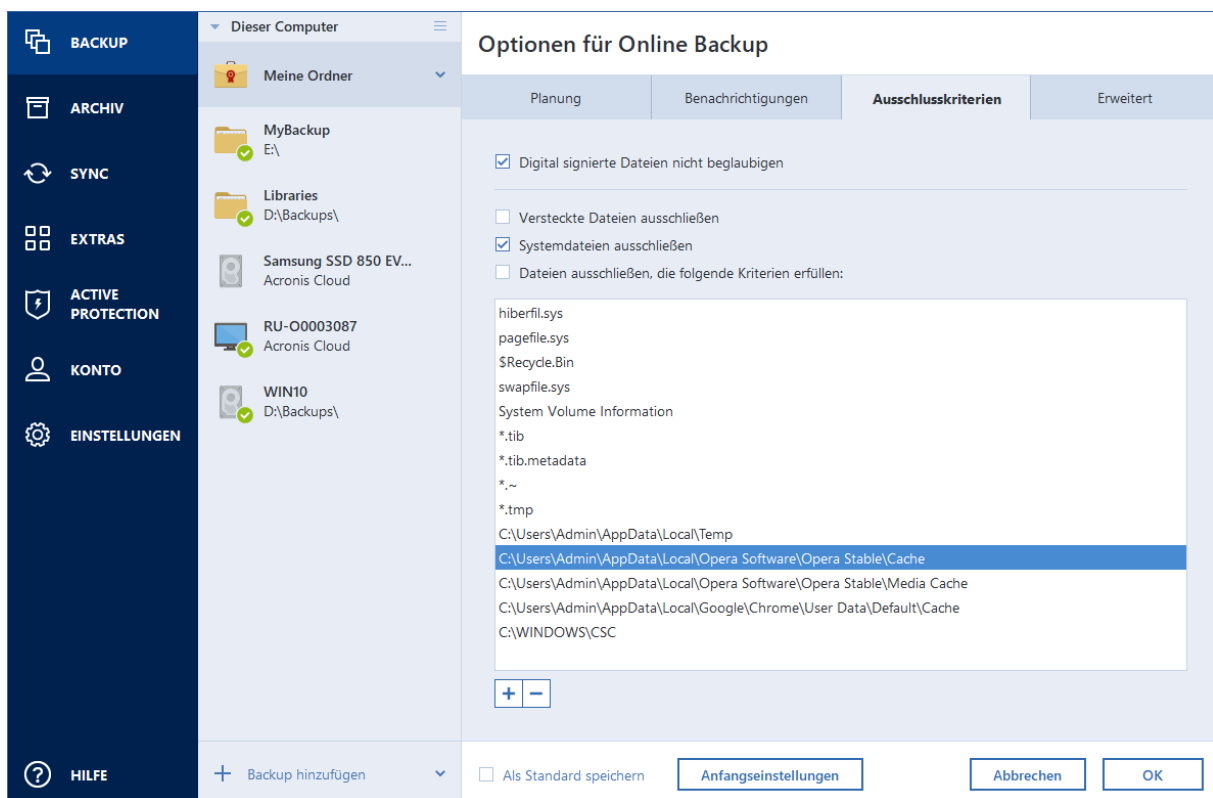 BACKUP
ARCHIV
SYNC
EXTRAS
ACTIVE
PROTECTION
KONTO
EINSTELLUNGEN
HILFE
Dieser Computer
Meine Ordner
MyBackup
E:\
Libraries
D:\Backups\
Samsung SSD 850 EV...
Acronis Cloud
RU-O0003087
Acronis Cloud
WIN10
D:\Backups\
Backup hinzufügen
Optionen für Online Backup
Planung
Benachrichtigungen
Ausschlusskriterien
Erweitert
Digital signierte Dateien nicht beglaubigen
Versteckte Dateien ausschließen
Systemdateien ausschließen
Dateien ausschließen, die folgende Kriterien erfüllen:
hiberfil.sys
pagefile.sys
$Recycle.Bin
swapfile.sys
System Volume Information
*.tib
*.tib.metadata
*.~
*.tmp
C:\Users\Admin\AppData\Local\Temp
C:\Users\Admin\AppData\Local\Opera Software\Opera Stable\Cache
C:\Users\Admin\AppData\Local\Opera Software\Opera Stable\Media Cache
C:\Users\Admin\AppData\Local\Google\Chrome\User Data\Default\Cache
C:\WINDOWS\CSC
Als Standard speichern
Anfangseinstellungen
Abbrechen
OK